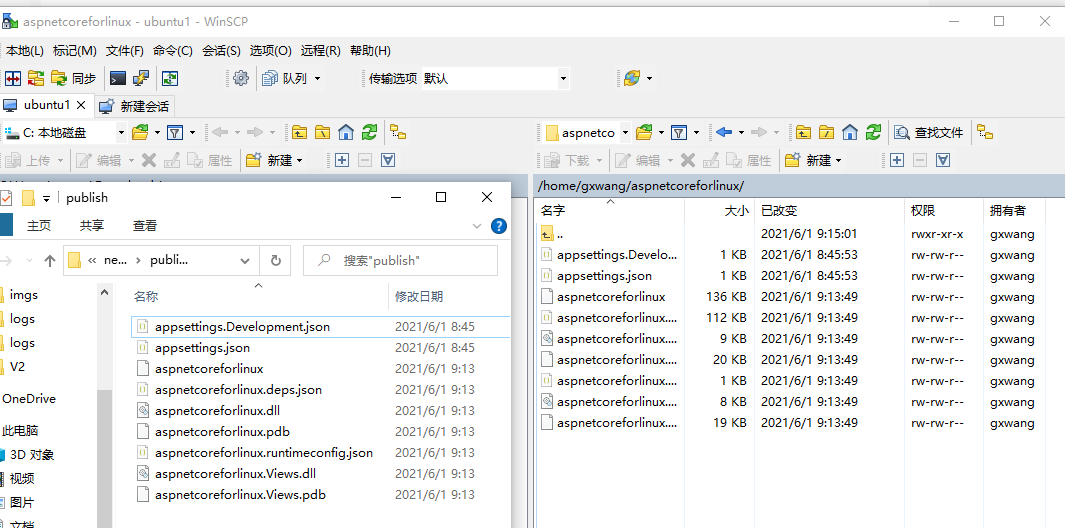 aspnetcoreforlinux - ubuntu1 - WinSCP
本地(L) 标记(M) 文件(F) 命令(C) 会话(S) 选项(O) 远程(R) 帮助(H)
同步 队列 传输选项 默认
ubuntu1 新建会话
C: 本地磁盘 aspnetco 查找文件
上传 编辑 属性 新建 下载 编辑 属性 新建
/home/gxwang/aspnetcoreforlinux/
名字 大小 已改变 权限 拥有者
.. 2021/6/1 9:15:01 rwxr-xr-x gxwang
appsettings.Develo... 1 KB 2021/6/1 8:45:53 rw-rw-r-- gxwang
appsettings.json 1 KB 2021/6/1 8:45:53 rw-rw-r-- gxwang
aspnetcoreforlinux 136 KB 2021/6/1 9:13:49 rw-rw-r-- gxwang
aspnetcoreforlinux.... 112 KB 2021/6/1 9:13:49 rw-rw-r-- gxwang
aspnetcoreforlinux.... 9 KB 2021/6/1 9:13:49 rw-rw-r-- gxwang
aspnetcoreforlinux.... 20 KB 2021/6/1 9:13:49 rw-rw-r-- gxwang
aspnetcoreforlinux.... 1 KB 2021/6/1 9:13:49 rw-rw-r-- gxwang
aspnetcoreforlinux.... 8 KB 2021/6/1 9:13:49 rw-rw-r-- gxwang
aspnetcoreforlinux.... 19 KB 2021/6/1 9:13:49 rw-rw-r-- gxwang
publish
主页 共享 查看
« ne... › publi... 搜索"publish"
imgs
logs
logs
V2
OneDrive
此电脑
3D 对象
视频
图片
文档
名称 修改日期
appsettings.Development.json 2021/6/1 8:45
appsettings.json 2021/6/1 8:45
aspnetcoreforlinux 2021/6/1 9:13
aspnetcoreforlinux.deps.json 2021/6/1 9:13
aspnetcoreforlinux.dll 2021/6/1 9:13
aspnetcoreforlinux.pdb 2021/6/1 9:13
aspnetcoreforlinux.runtimeconfig.json 2021/6/1 9:13
aspnetcoreforlinux.Views.dll 2021/6/1 9:13
aspnetcoreforlinux.Views.pdb 2021/6/1 9:13